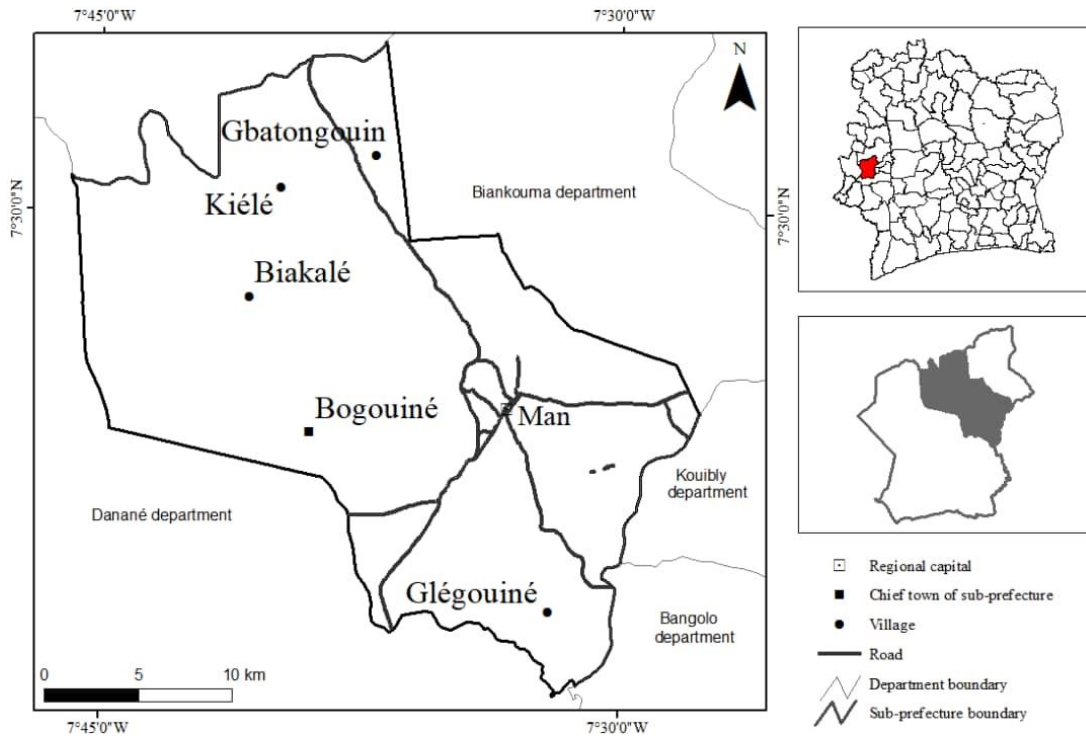 7°45'0"W
7°30'0"W
N
Gbatongouin
Kiélé
Biankouma department
7°30'0"N
7°30'0"N
Biakalé
Bogouiné
Man
Kouibly
department
Danané department
Glégouiné
Bangolo
department
0
5
10 km
7°45'0"W
7°30'0"W
Regional capital
Chief town of sub-prefecture
Village
Road
Department boundary
Sub-prefecture boundary